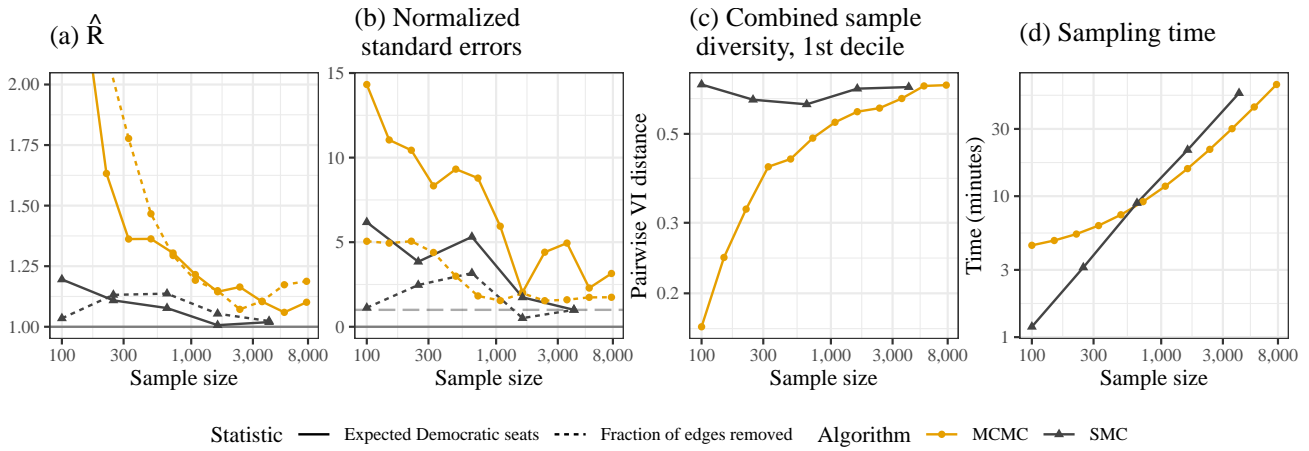 (a) R̂
2.00
1.75
1.50
1.25
1.00
100
300
1,000
3,000
8,000
Sample size
(b) Normalized
standard errors
15
10
5
0
100
300
1,000
3,000
8,000
Sample size
(c) Combined sample
diversity, 1st decile
Pairwise VI distance
0.5
0.3
0.2
100
300
1,000
3,000
8,000
Sample size
(d) Sampling time
Time (minutes)
30
10
3
1
100
300
1,000
3,000
8,000
Sample size
Statistic
Expected Democratic seats
Fraction of edges removed
Algorithm
MCMC
SMC